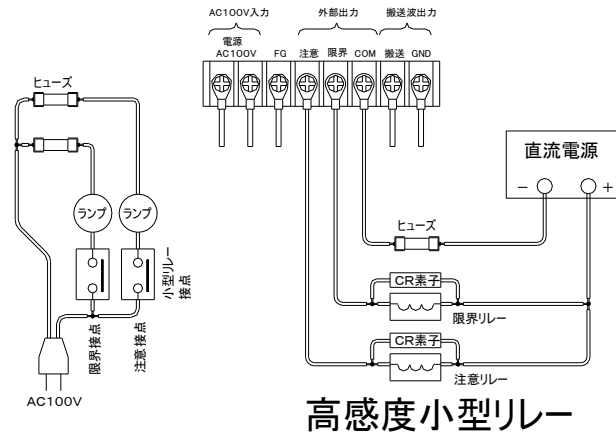 AC100V入力
外部出力
搬送波出力
電源
AC100V
FG
注意
限界
COM
搬送
GND
ヒューズ
ランプ
ランプ
小型リレー
接点
限界接点
注意接点
AC100V
直流電源
－
＋
ヒューズ
CR素子
限界リレー
CR素子
注意リレー
高感度小型リレー